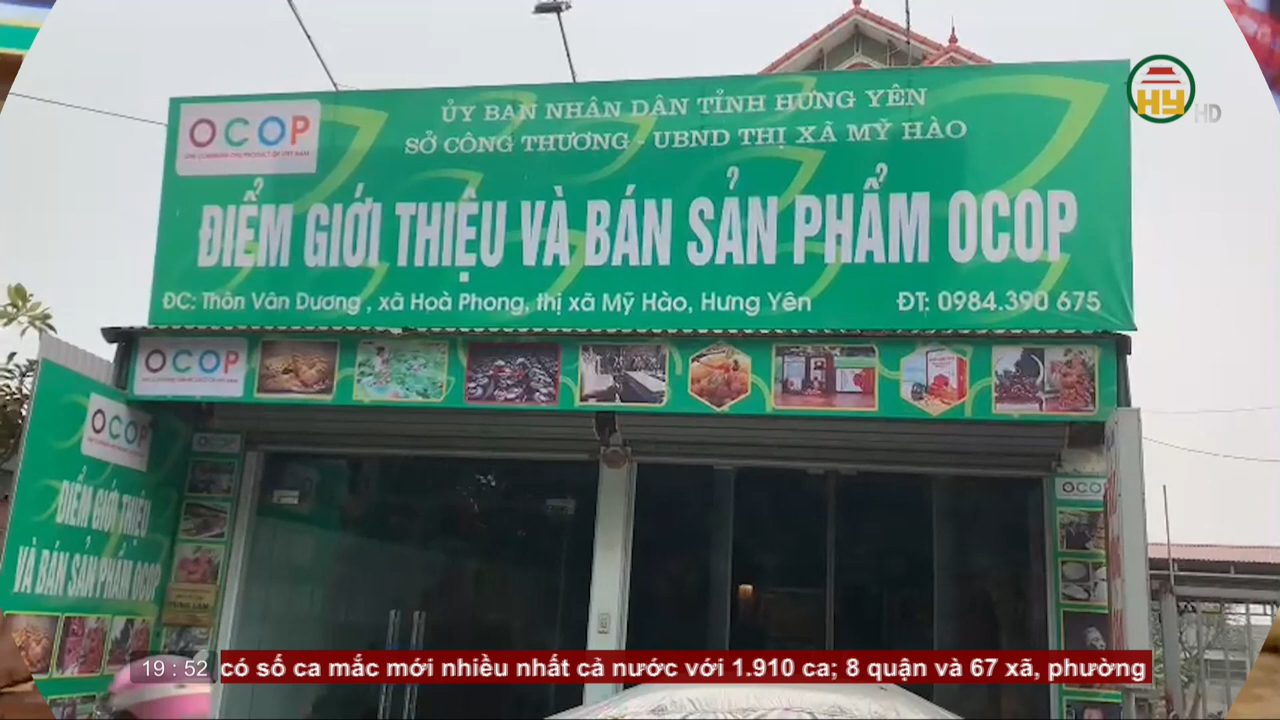 HY HD
OCOP
ỦY BAN NHÂN DÂN TỈNH HƯNG YÊN
SỞ CÔNG THƯƠNG - UBND THỊ XÃ MỸ HÀO
ĐIỂM GIỚI THIỆU VÀ BÁN SẢN PHẨM OCOP
ĐC: Thôn Vân Dương , xã Hoà Phong, thị xã Mỹ Hào, Hưng Yên
ĐT: 0984.390 675
OCOP
OCOP
ĐIỂM GIỚI THIỆU
VÀ BÁN SẢN PHẨM OCOP
OCOP
OCOP
19 : 52 có số ca mắc mới nhiều nhất cả nước với 1.910 ca; 8 quận và 67 xã, phường